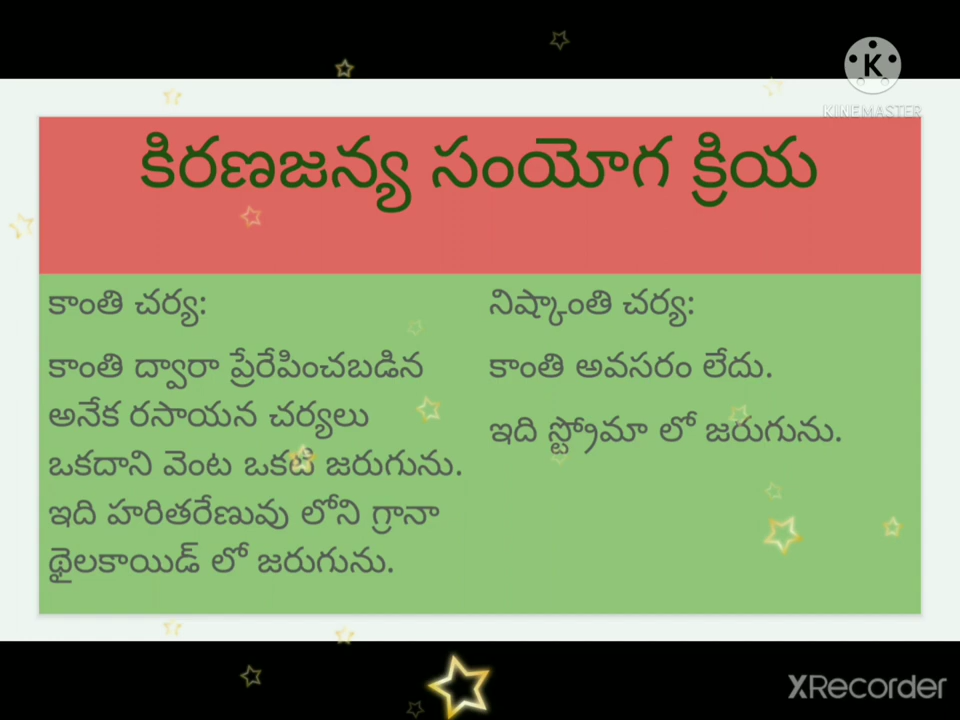 KINEMASTER
కిరణజన్య సంయోగ క్రియ
కాంతి చర్య:
కాంతి ద్వారా ప్రేరేపించబడిన
అనేక రసాయన చర్యలు
ఒకదాని వెంట ఒకటి జరుగును.
ఇది హరితరేణువు లోని గ్రానా
థైలకాయిడ్ లో జరుగును.
నిష్కాంతి చర్య:
కాంతి అవసరం లేదు.
ఇది స్ట్రోమా లో జరుగును.
XRecorder